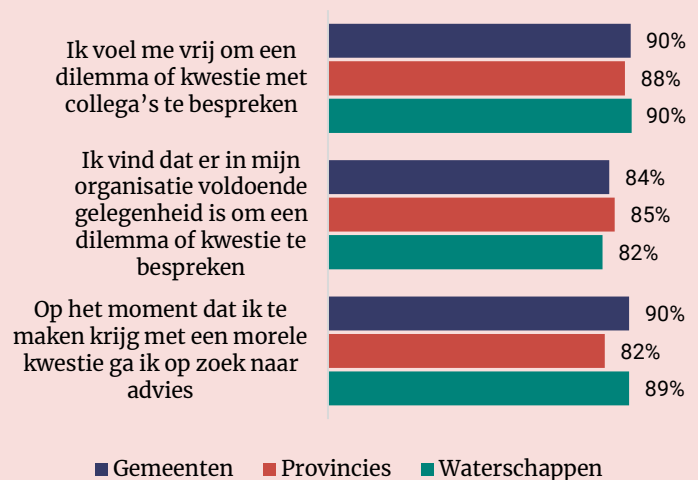 Ik voel me vrij om een
dilemma of kwestie met
collega's te bespreken
90%
88%
90%
Ik vind dat er in mijn
organisatie voldoende
gelegenheid is om een
dilemma of kwestie te
bespreken
84%
85%
82%
Op het moment dat ik te
maken krijg met een morele
kwestie ga ik op zoek naar
advies
90%
82%
89%
Gemeenten Provincies Waterschappen